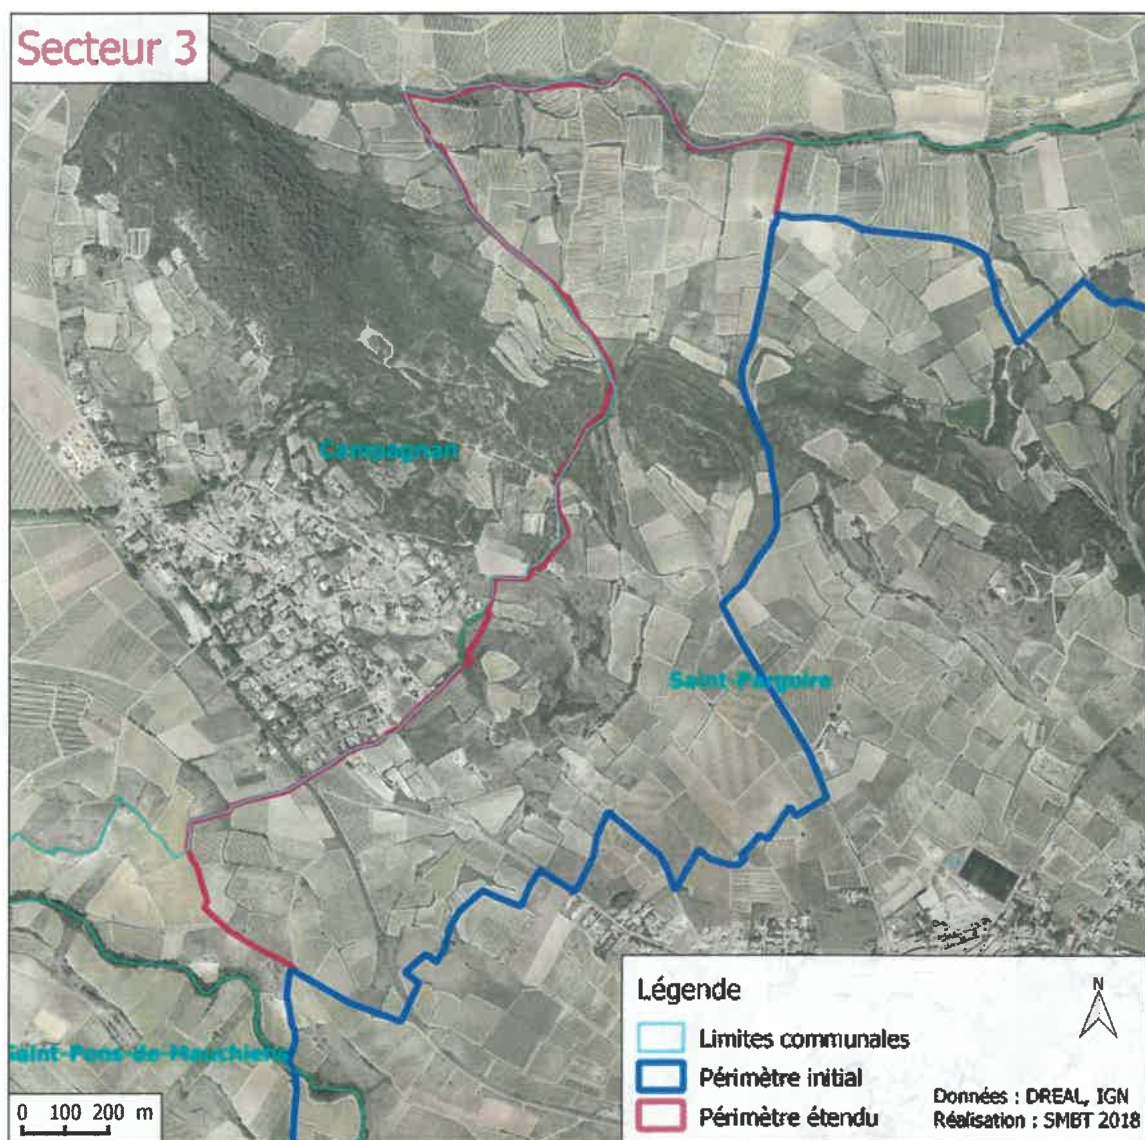 Secteur 3
Campagnan
Saint-Pargoire
Saint-Pons-de-Mauchiens
Légende
N
Limites communales
Périmètre initial
Périmètre étendu
Données : DREAL, IGN
Réalisation : SMBT 2018
0 100 200 m